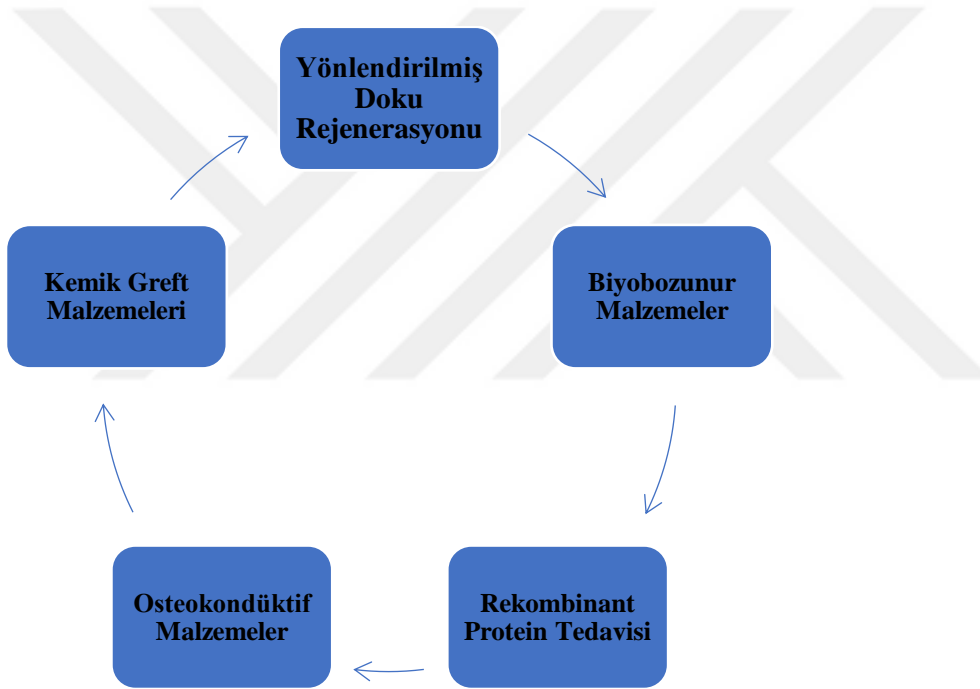 Yönlendirilmiş
Doku
Rejenerasyonu
Biyobozunur
Malzemeler
Rekombinant
Protein Tedavisi
Osteokondüktif
Malzemeler
Kemik Greft
Malzemeleri